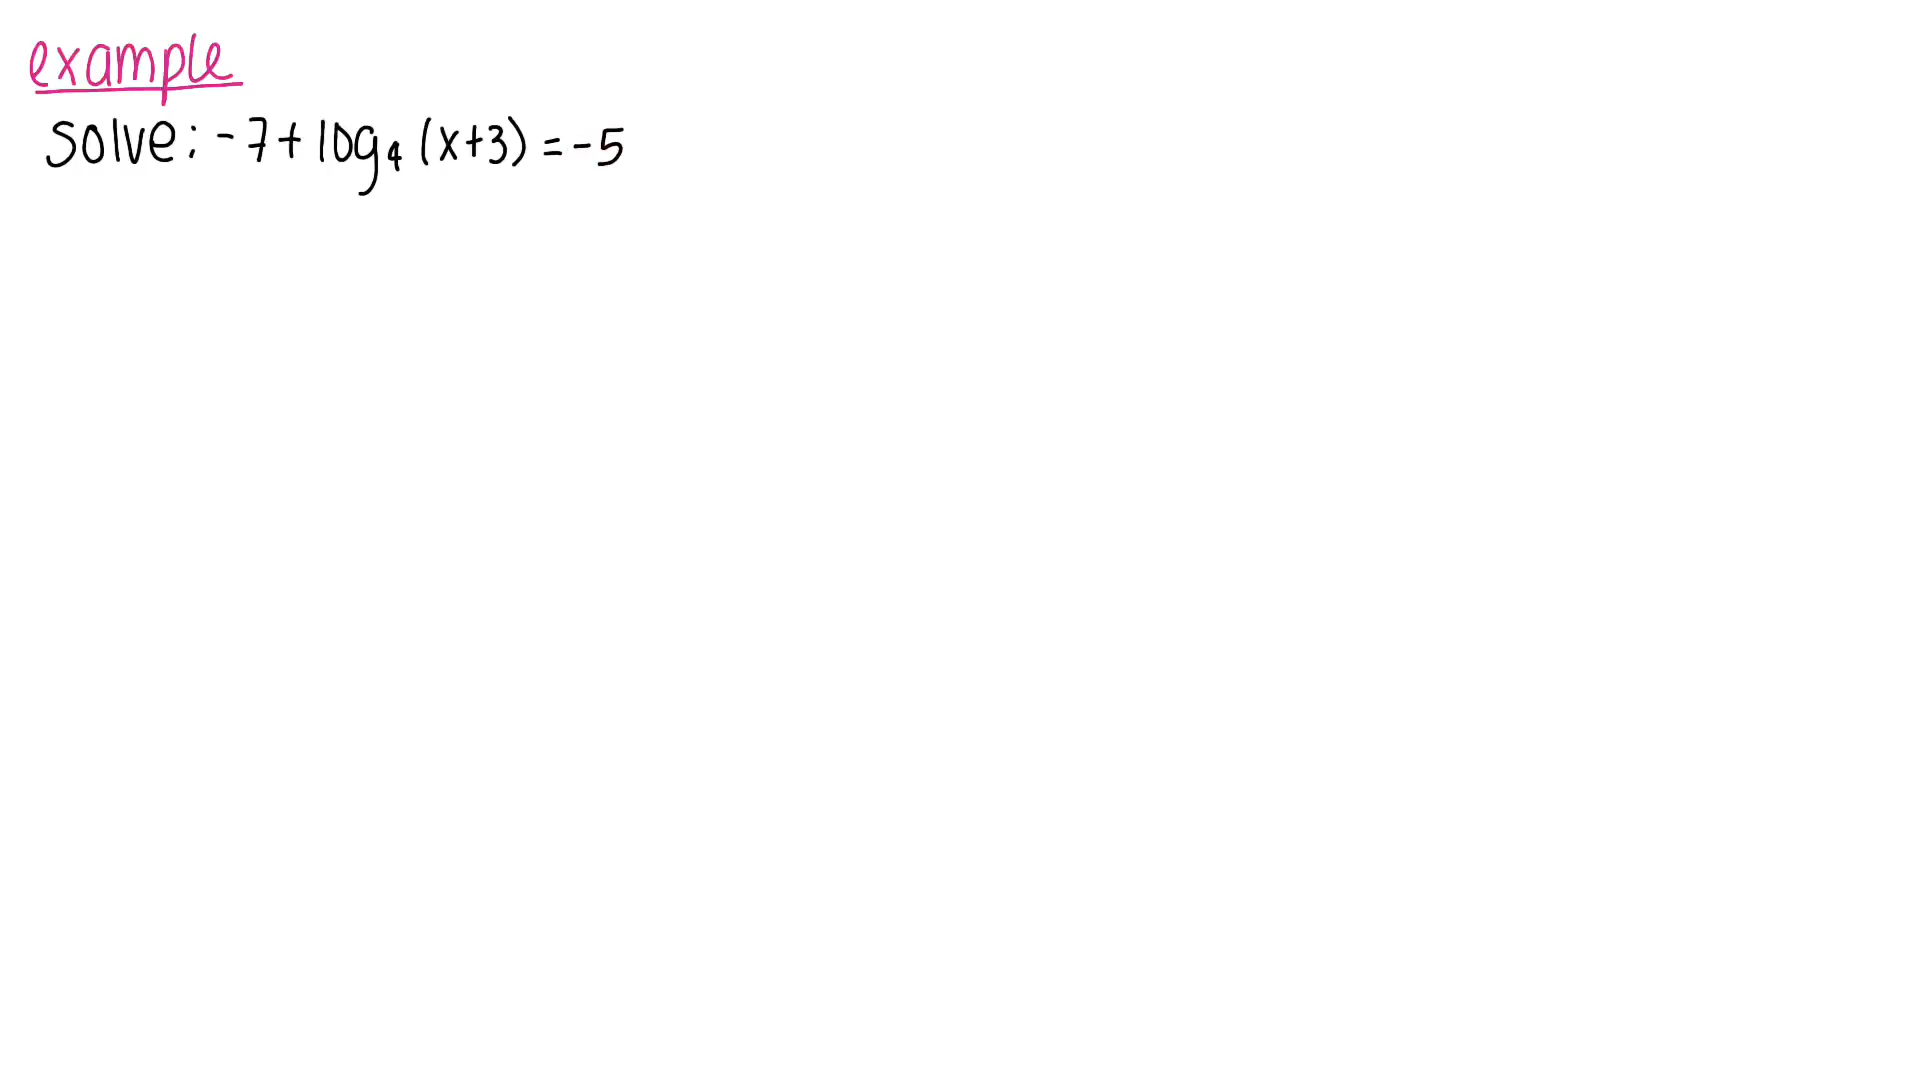 example
Solve: -7 + log₄ (x+3) = -5